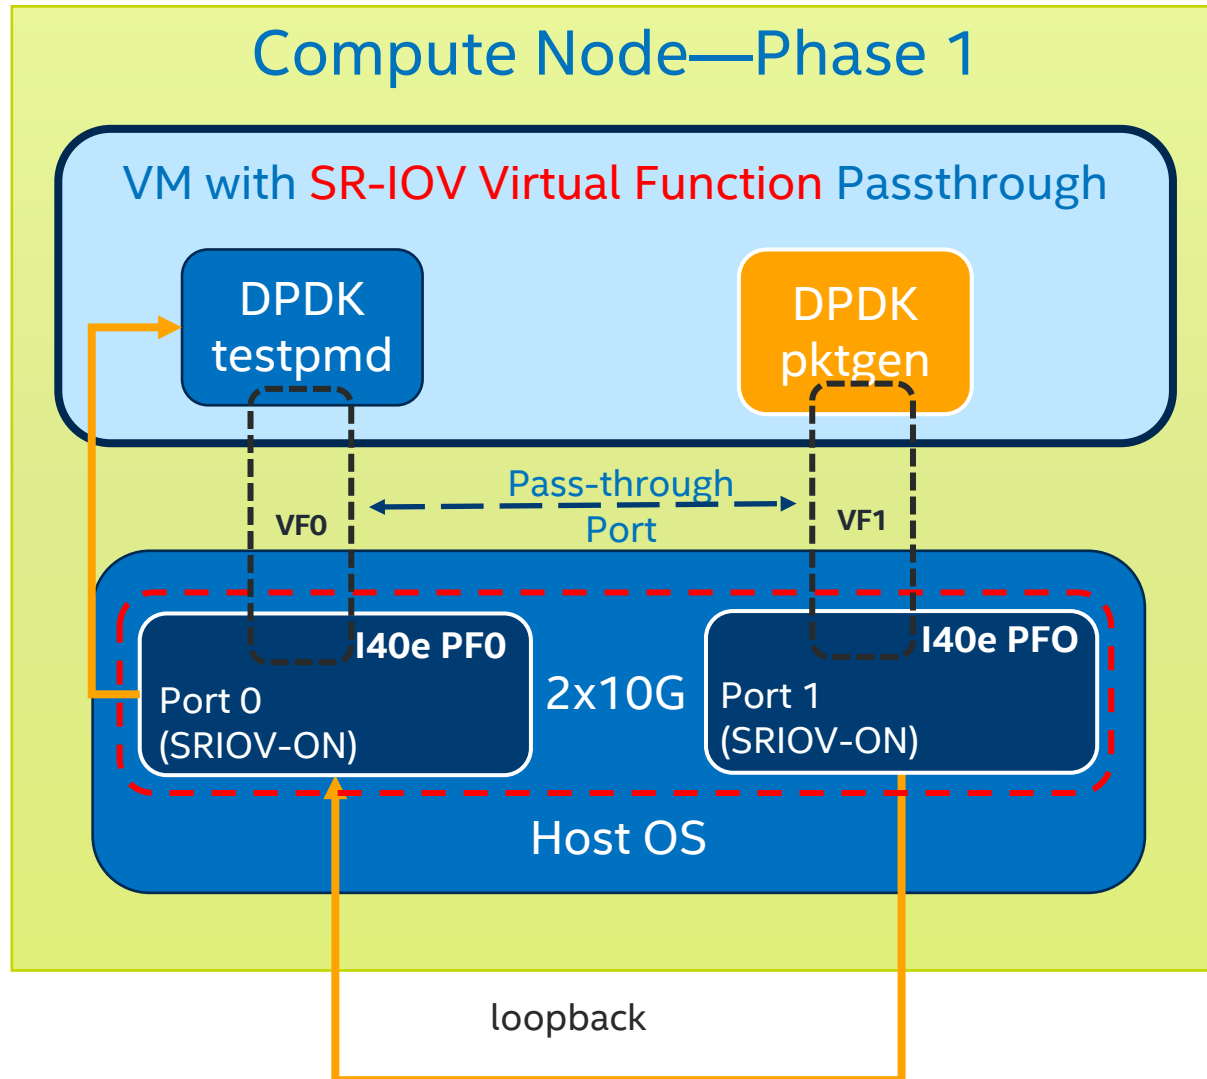 Compute Node—Phase 1
VM with SR-IOV Virtual Function Passthrough
DPDK
testpmd
DPDK
pktgen
Pass-through
Port
VF0
VF1
I40e PF0
Port 0
(SRIOV-ON)
2x10G
I40e PFO
Port 1
(SRIOV-ON)
Host OS
loopback